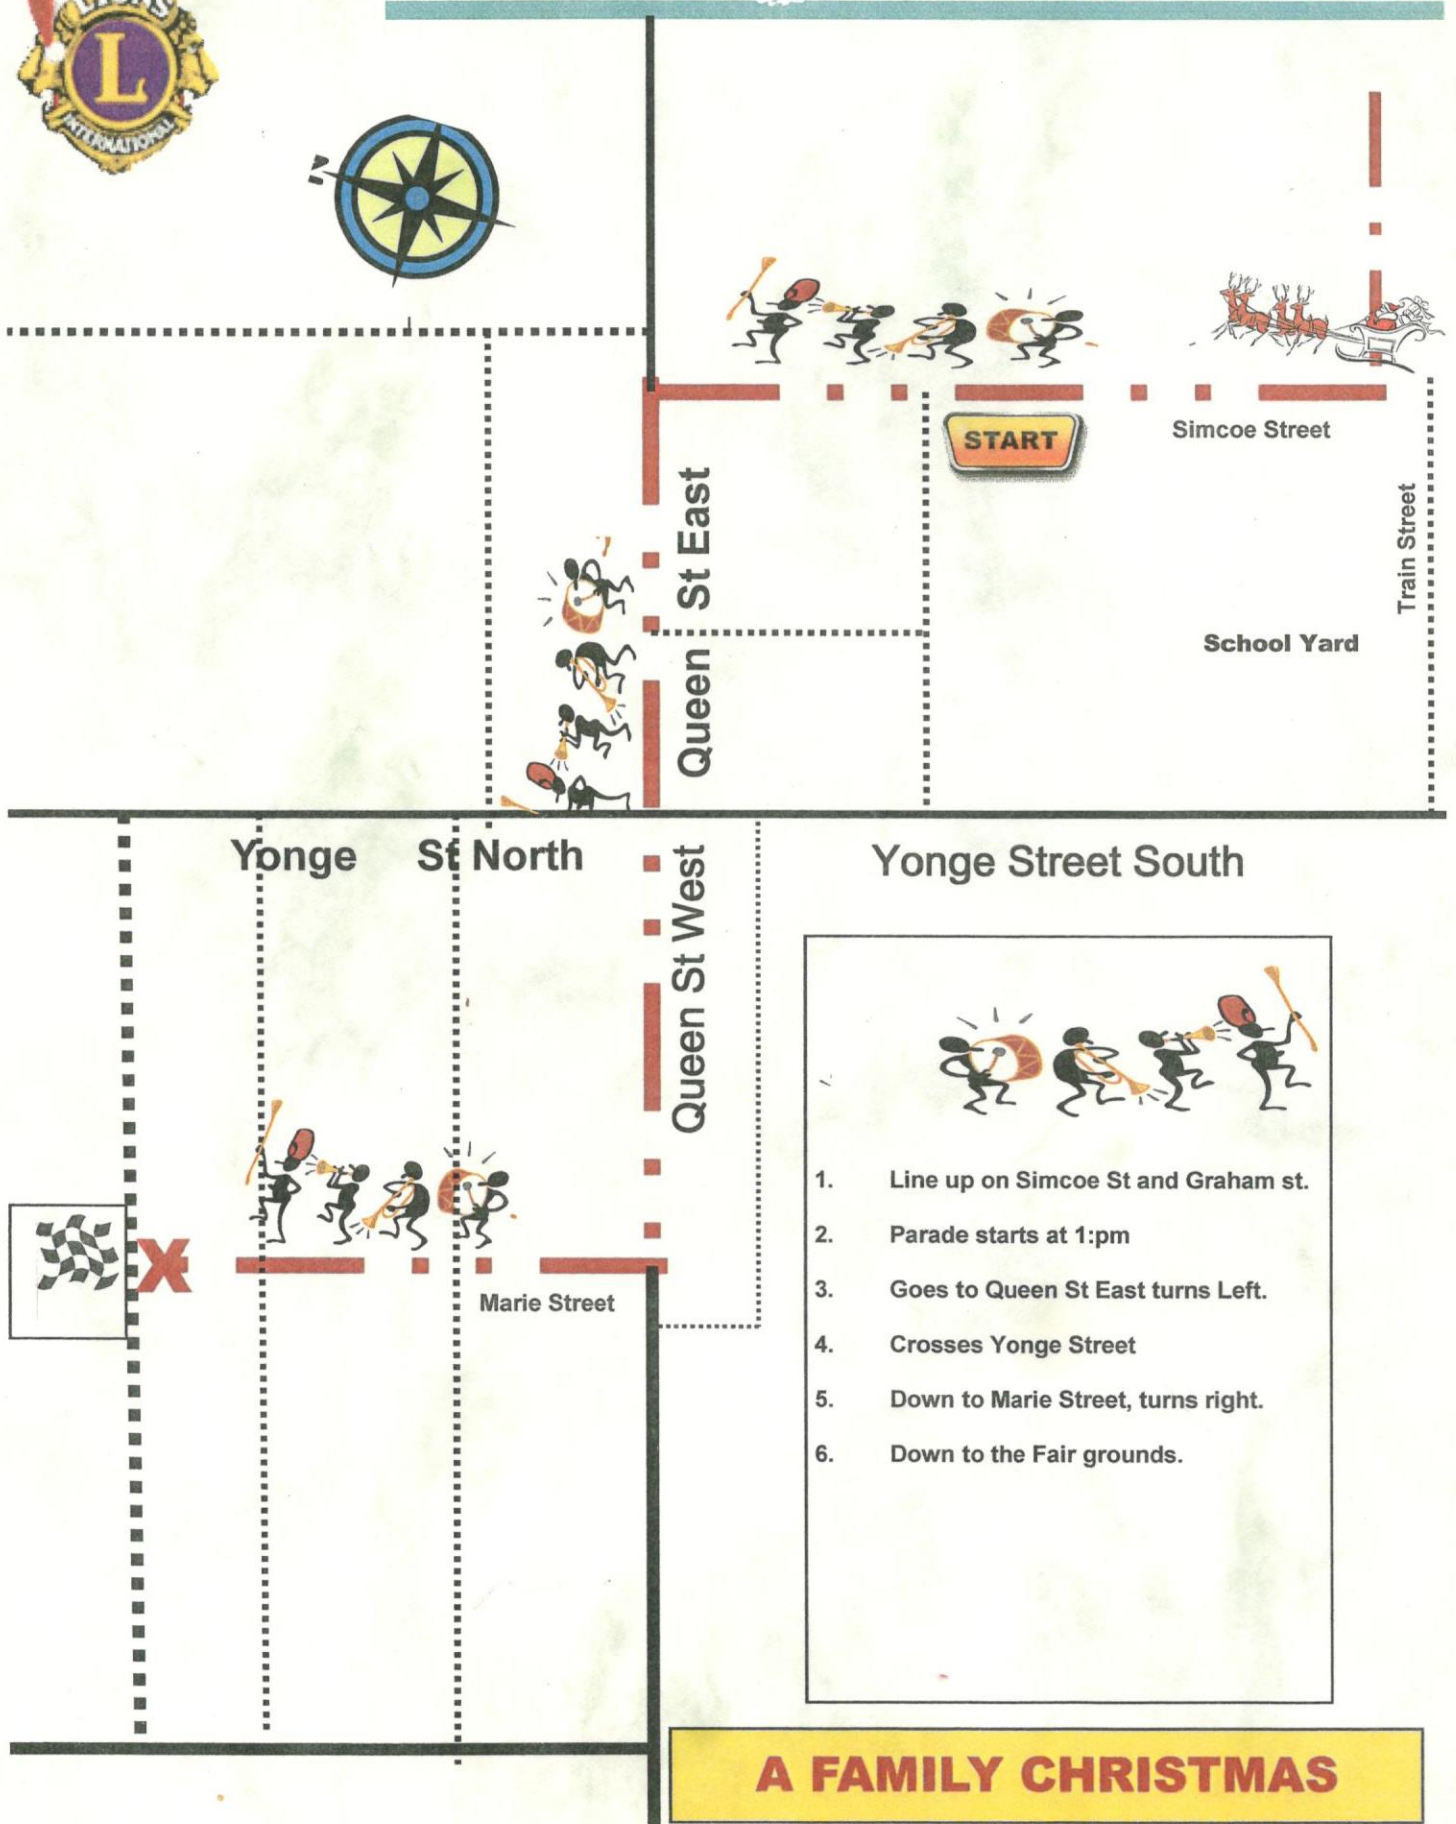 LIONS
L
INTERNATIONAL
N
START
Simcoe Street
Queen St East
Train Street
School Yard
Yonge St North
Yonge Street South
Queen St West
1. Line up on Simcoe St and Graham st.
2. Parade starts at 1:pm
3. Goes to Queen St East turns Left.
4. Crosses Yonge Street
5. Down to Marie Street, turns right.
6. Down to the Fair grounds.
X
Marie Street
A FAMILY CHRISTMAS